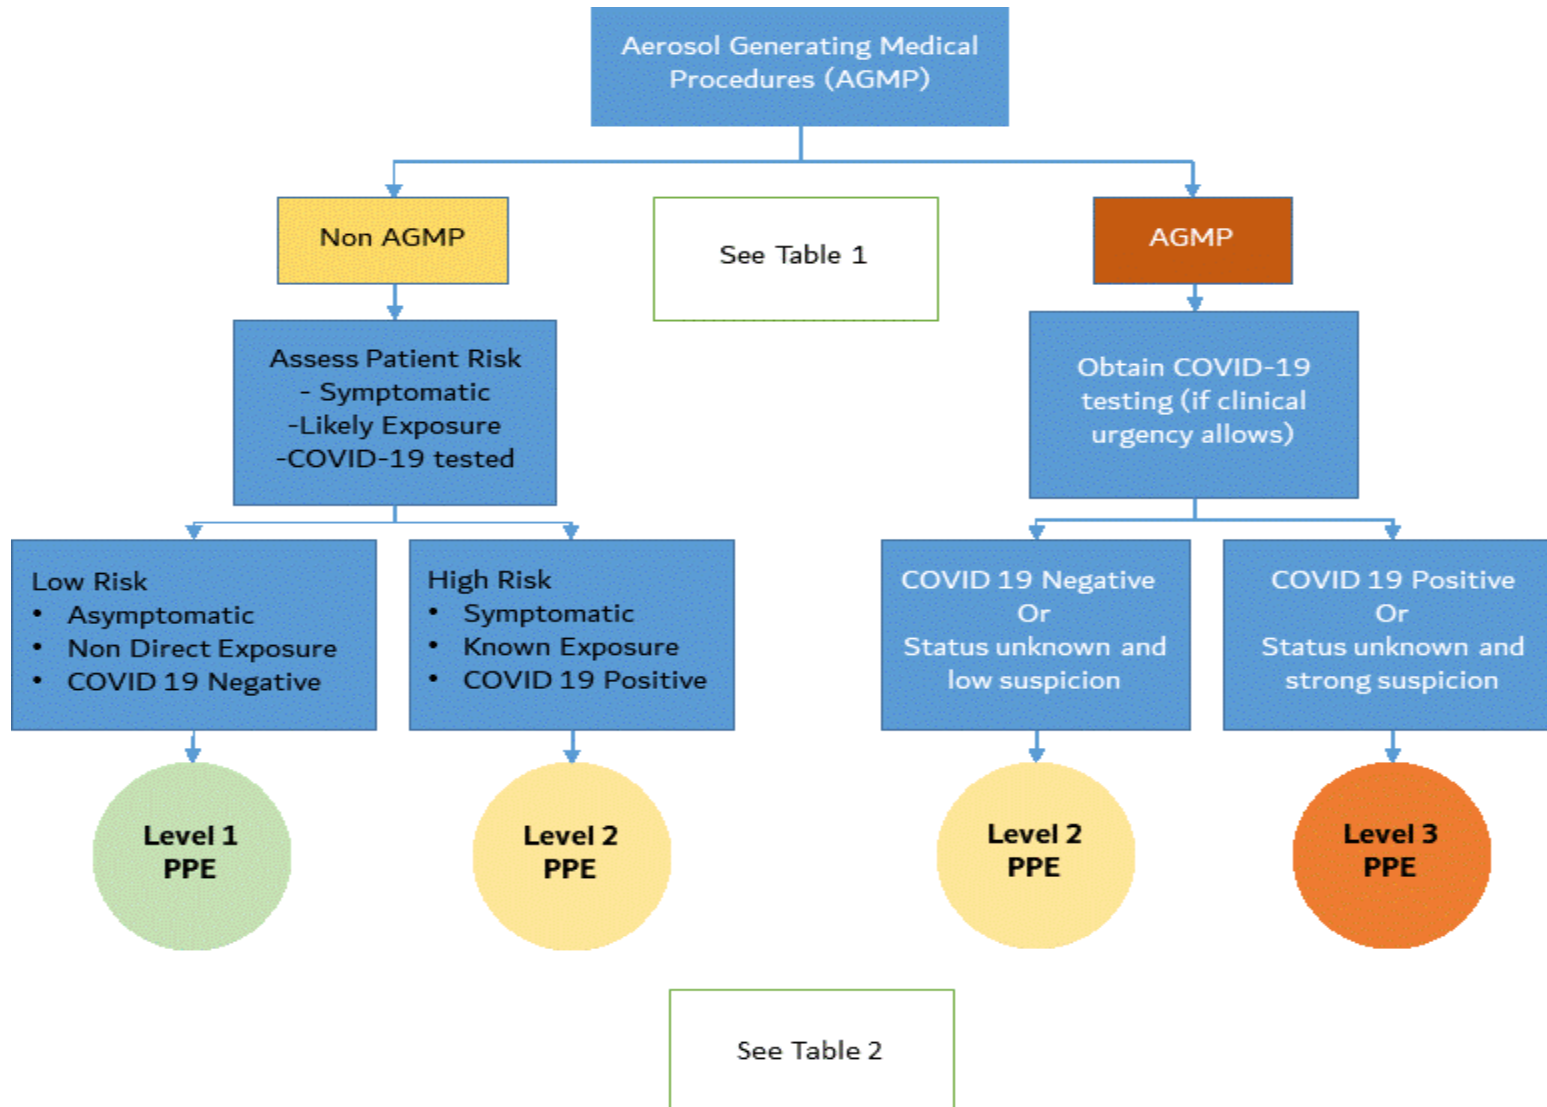 Aerosol Generating Medical
Procedures (AGMP)
Non AGMP
See Table 1
AGMP
Assess Patient Risk
- Symptomatic
-Likely Exposure
-COVID-19 tested
Obtain COVID-19
testing (if clinical
urgency allows)
Low Risk
• Asymptomatic
• Non Direct Exposure
• COVID 19 Negative
High Risk
• Symptomatic
• Known Exposure
• COVID 19 Positive
COVID 19 Negative
Or
Status unknown and
low suspicion
COVID 19 Positive
Or
Status unknown and
strong suspicion
Level 1
PPE
Level 2
PPE
Level 2
PPE
Level 3
PPE
See Table 2